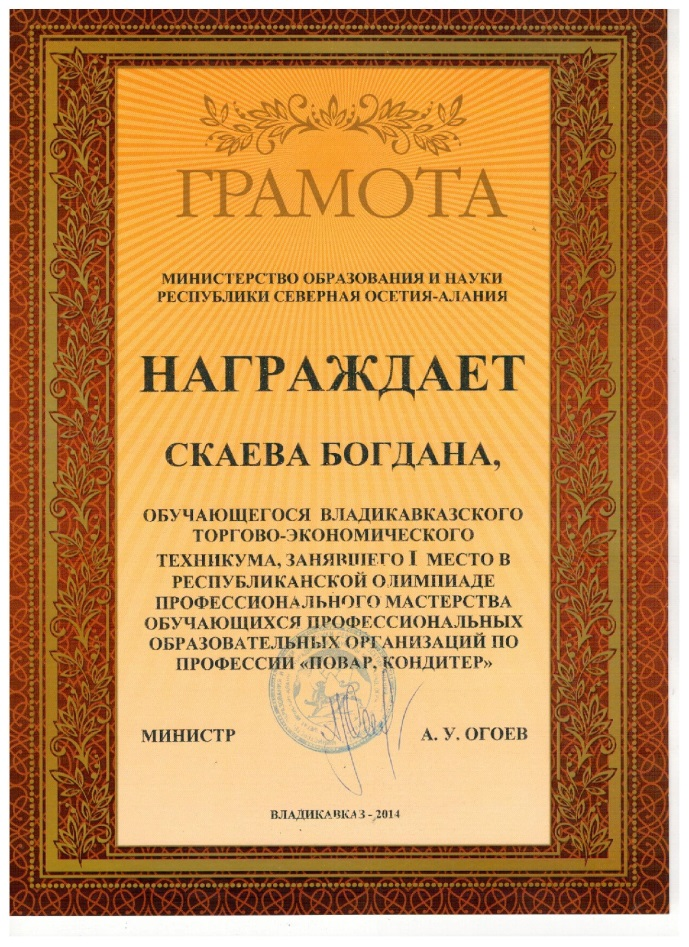 ГРАМОТА
МИНИСТЕРСТВО ОБРАЗОВАНИЯ И НАУКИ
РЕСПУБЛИКИ СЕВЕРНАЯ ОСЕТИЯ-АЛАНИЯ
НАГРАЖДАЕТ
СКАЕВА БОГДАНА,
ОБУЧАЮЩЕГОСЯ ВЛАДИКАВКАЗСКОГО
ТОРГОВО-ЭКОНОМИЧЕСКОГО
ТЕХНИКУМА, ЗАНЯВШЕГО I МЕСТО В
РЕСПУБЛИКАНСКОЙ ОЛИМПИАДЕ
ПРОФЕССИОНАЛЬНОГО МАСТЕРСТВА
ОБУЧАЮЩИХСЯ ПРОФЕССИОНАЛЬНЫХ
ОБРАЗОВАТЕЛЬНЫХ ОРГАНИЗАЦИЙ ПО
ПРОФЕССИИ «ПОВАР, КОНДИТЕР»
МИНИСТР А. У. ОГОЕВ
ВЛАДИКАВКАЗ - 2014